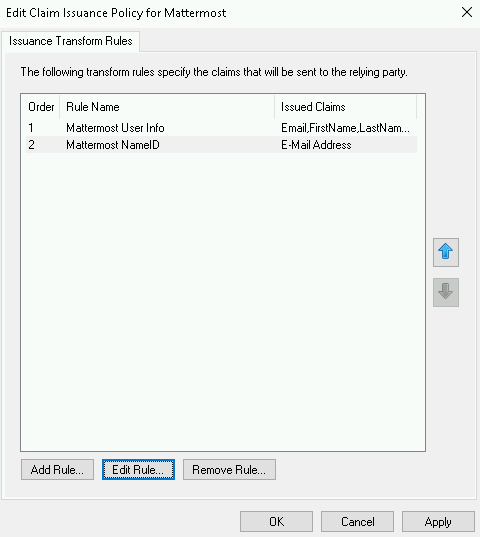 Edit Claim Issuance Policy for Mattermost
Issuance Transform Rules
The following transform rules specify the claims that will be sent to the relying party.
Order Rule Name Issued Claims
1 Mattermost User Info Email,FirstName,LastNam...
2 Mattermost NameID E-Mail Address
Add Rule... Edit Rule... Remove Rule...
OK Cancel Apply